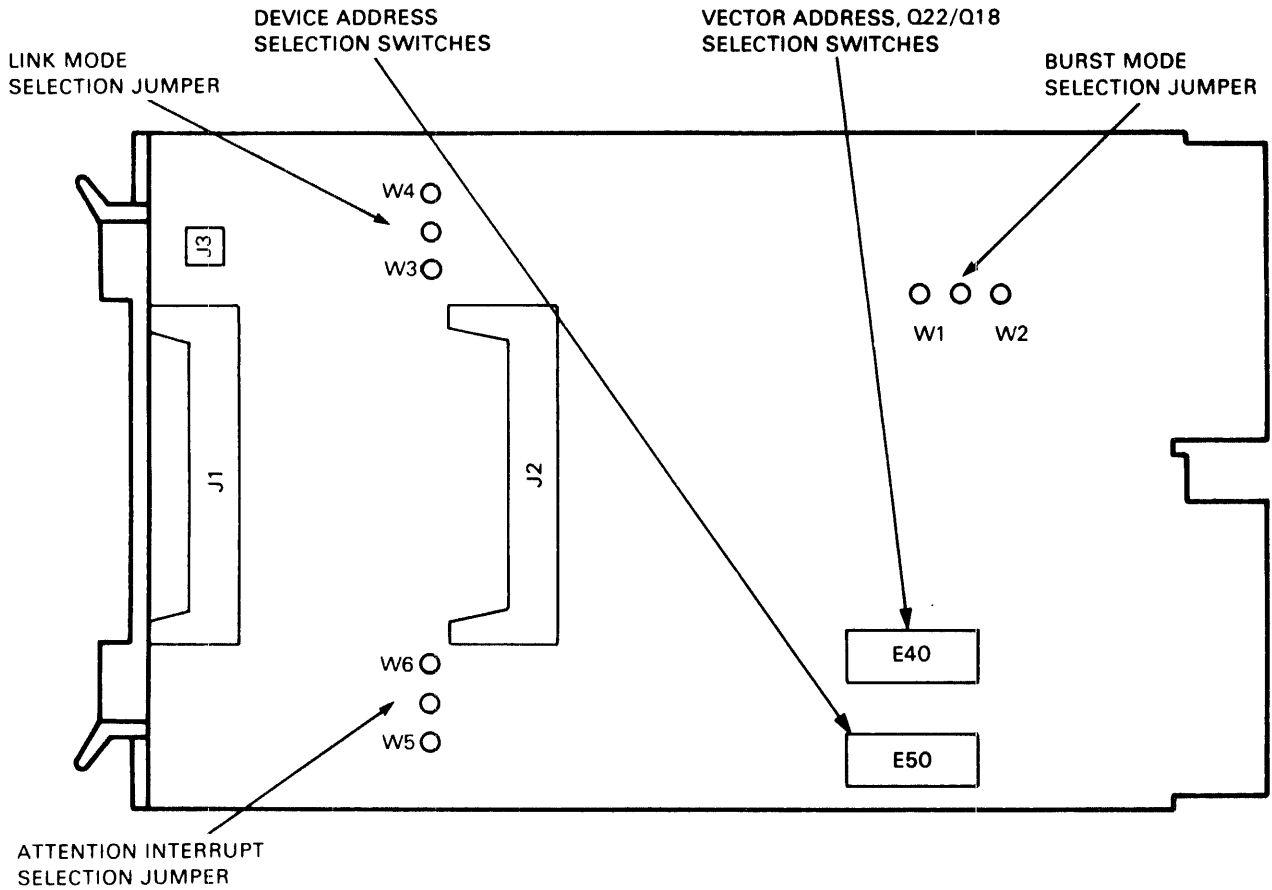 DEVICE ADDRESS
SELECTION SWITCHES
VECTOR ADDRESS, Q22/Q18
SELECTION SWITCHES
LINK MODE
SELECTION JUMPER
BURST MODE
SELECTION JUMPER
W4
J3
W3
W1 W2
J1
J2
W6
E40
W5
E50
ATTENTION INTERRUPT
SELECTION JUMPER